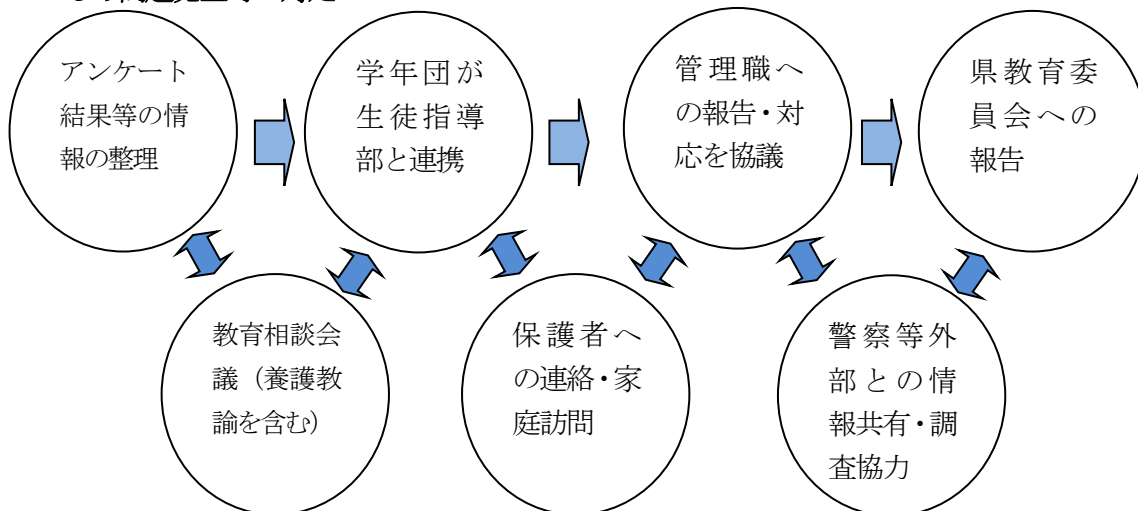 アンケート
結果等の情
報の整理
学年団が
生徒指導
部と連携
管理職へ
の報告・対
応を協議
県教育委
員会への
報告
教育相談会
議（養護教
諭を含む）
保護者へ
の連絡・家
庭訪問
警察等外
部との情
報共有・調
査協力